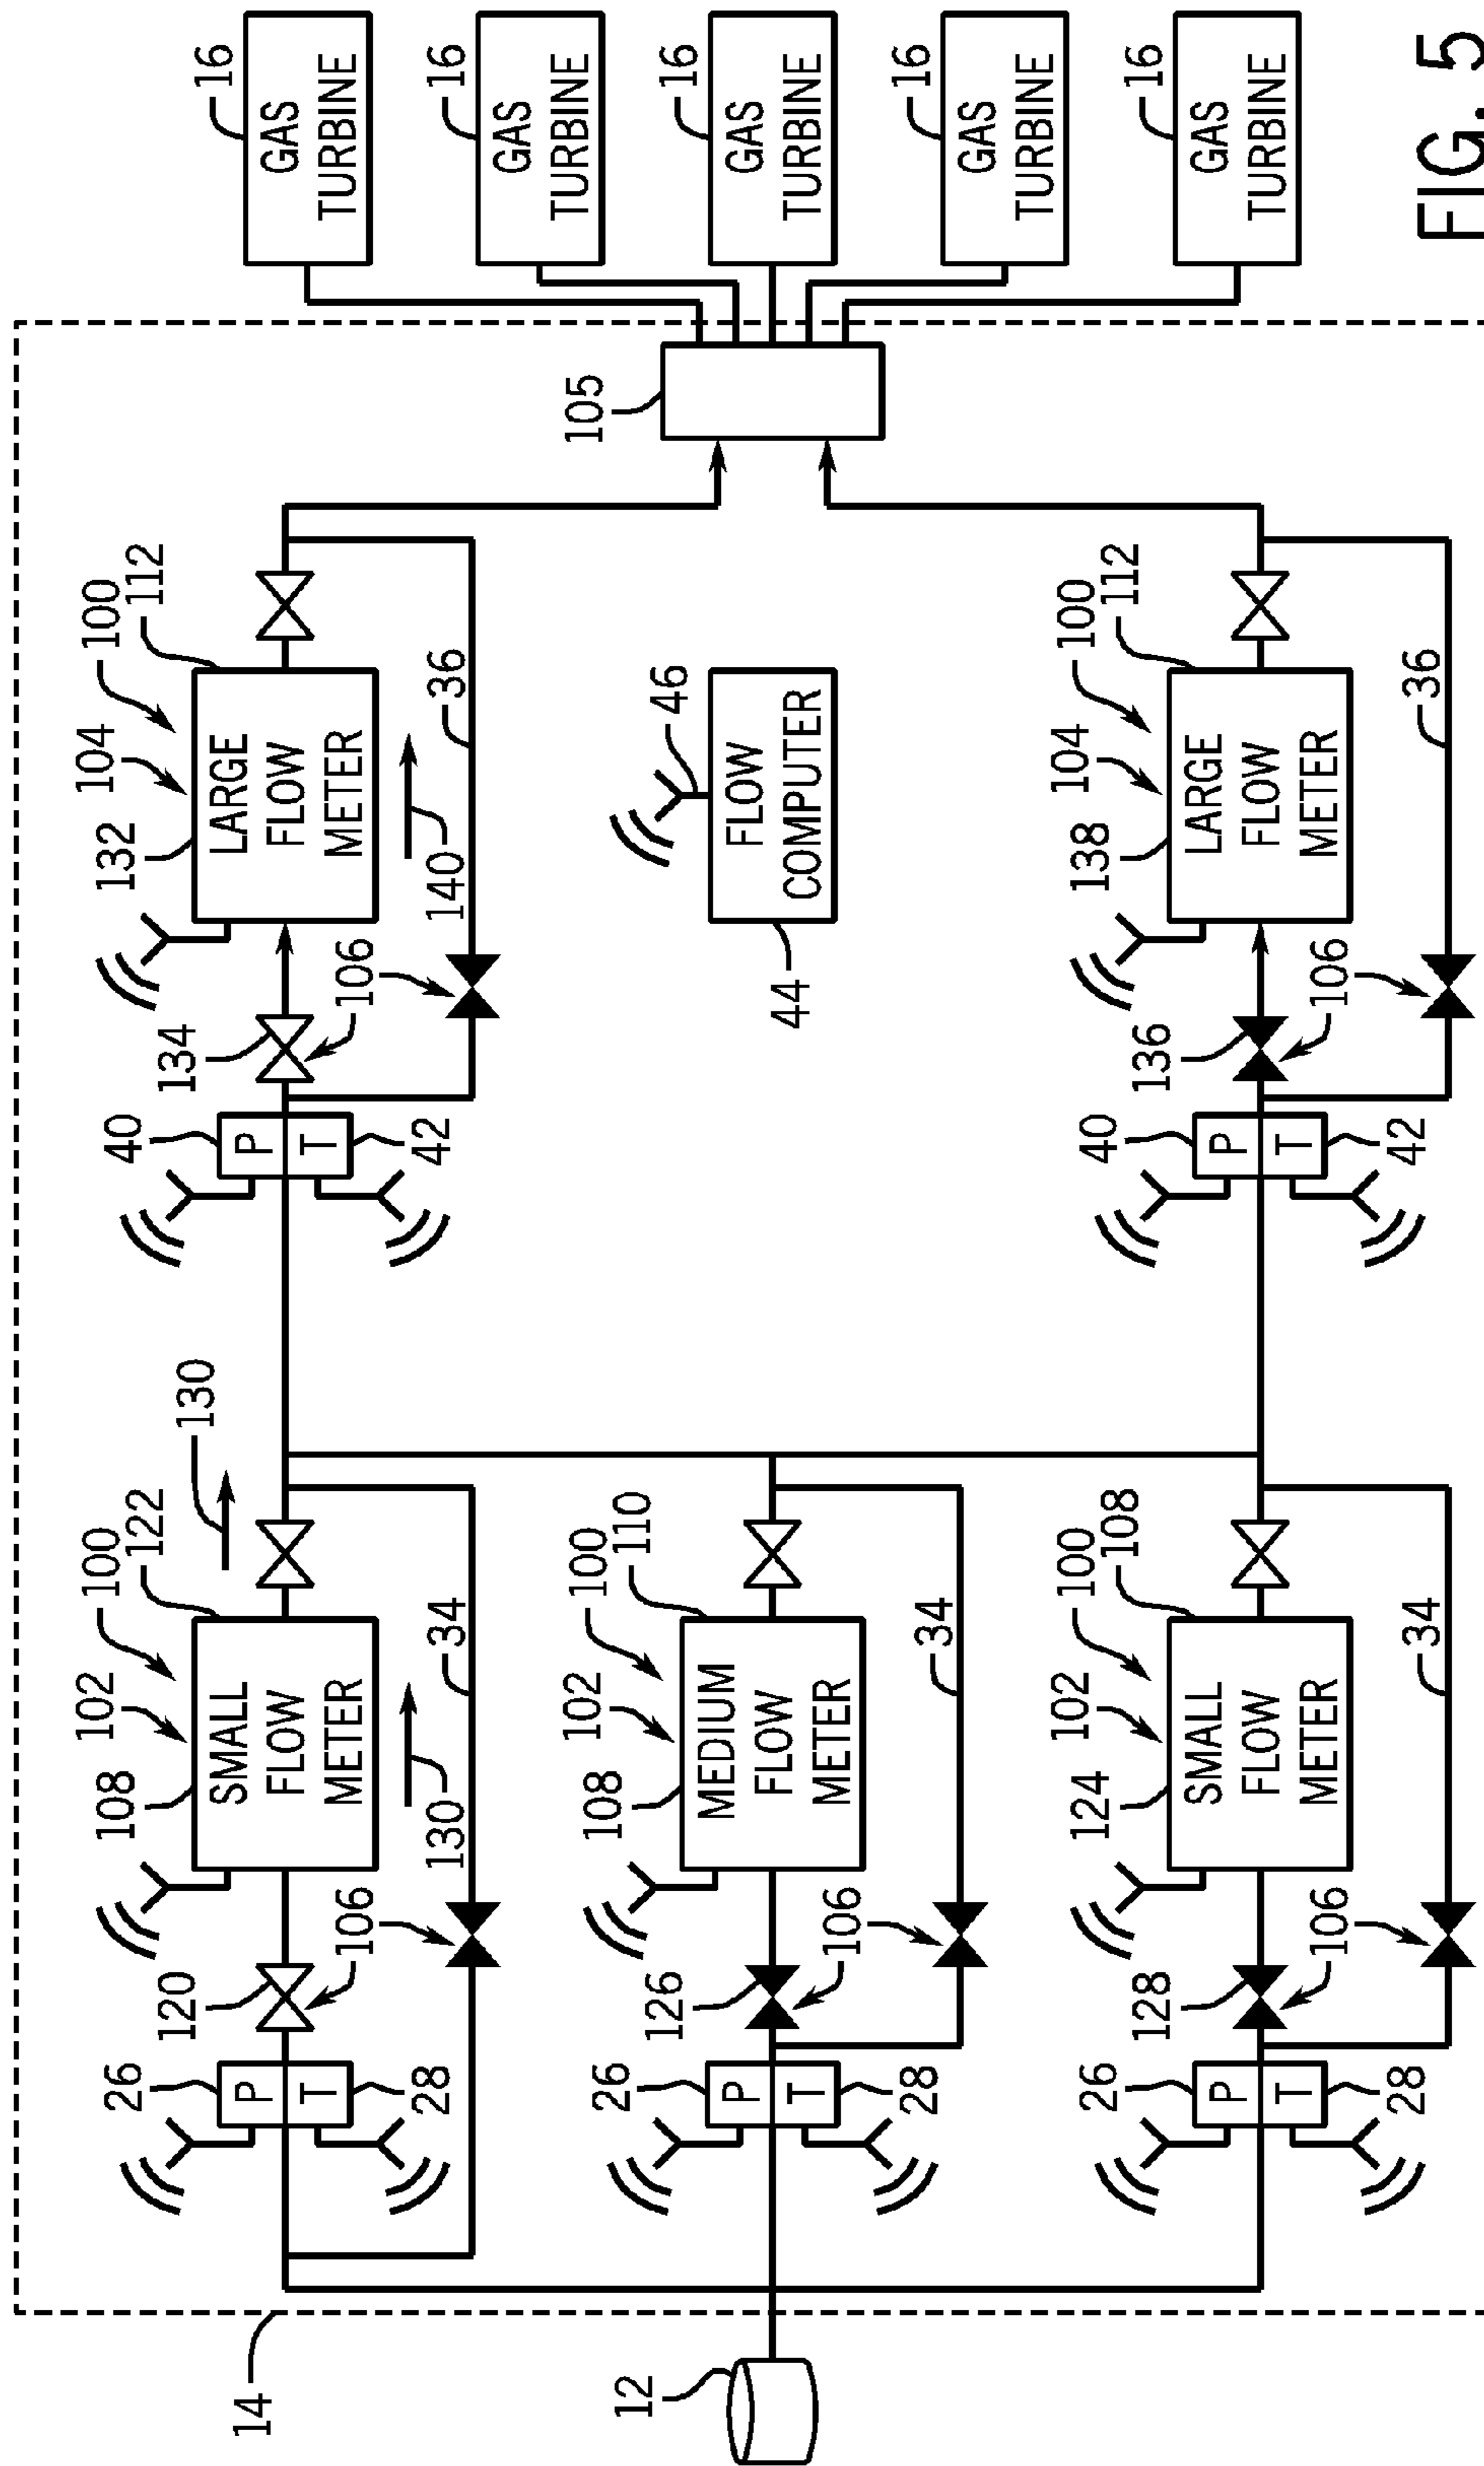 14
12
26
P
T
28
120
106
108
102
100
122
SMALL
FLOW
METER
130
130
34
26
P
T
28
126
106
108
102
100
110
MEDIUM
FLOW
METER
34
26
P
T
28
128
106
124
102
100
108
SMALL
FLOW
METER
34
40
P
T
42
134
106
132
104
100
112
LARGE
FLOW
METER
140
36
44
46
FLOW
COMPUTER
40
P
T
42
136
106
138
104
100
112
LARGE
FLOW
METER
36
105
16
GAS
TURBINE
16
GAS
TURBINE
16
GAS
TURBINE
16
GAS
TURBINE
16
GAS
TURBINE
FIG. 5